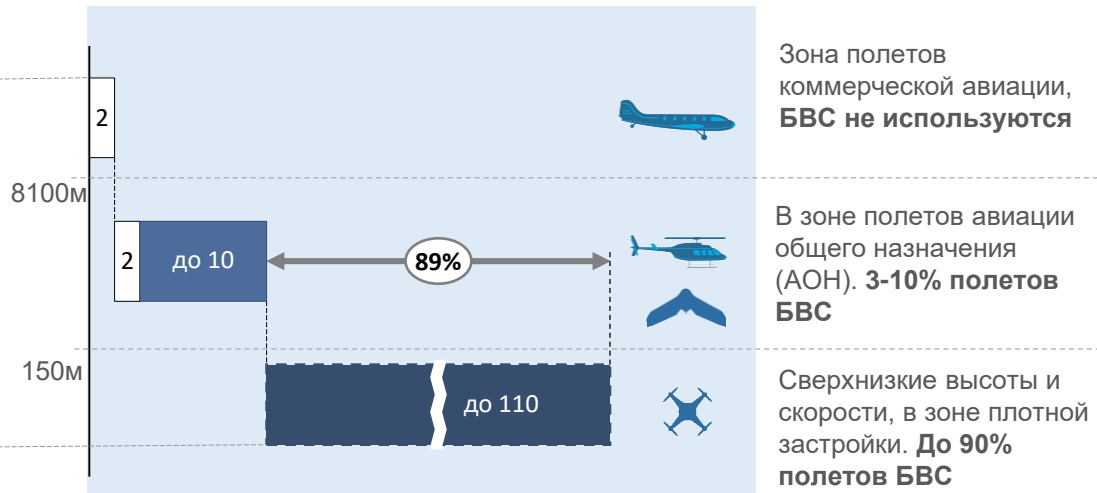 Зона полетов
коммерческой авиации,
БВС не используются
2
8100м
В зоне полетов авиации
общего назначения
(АОН). 3-10% полетов
БВС
2
до 10
89%
150м
Сверхнизкие высоты и
скорости, в зоне плотной
застройки. До 90%
полетов БВС
до 110